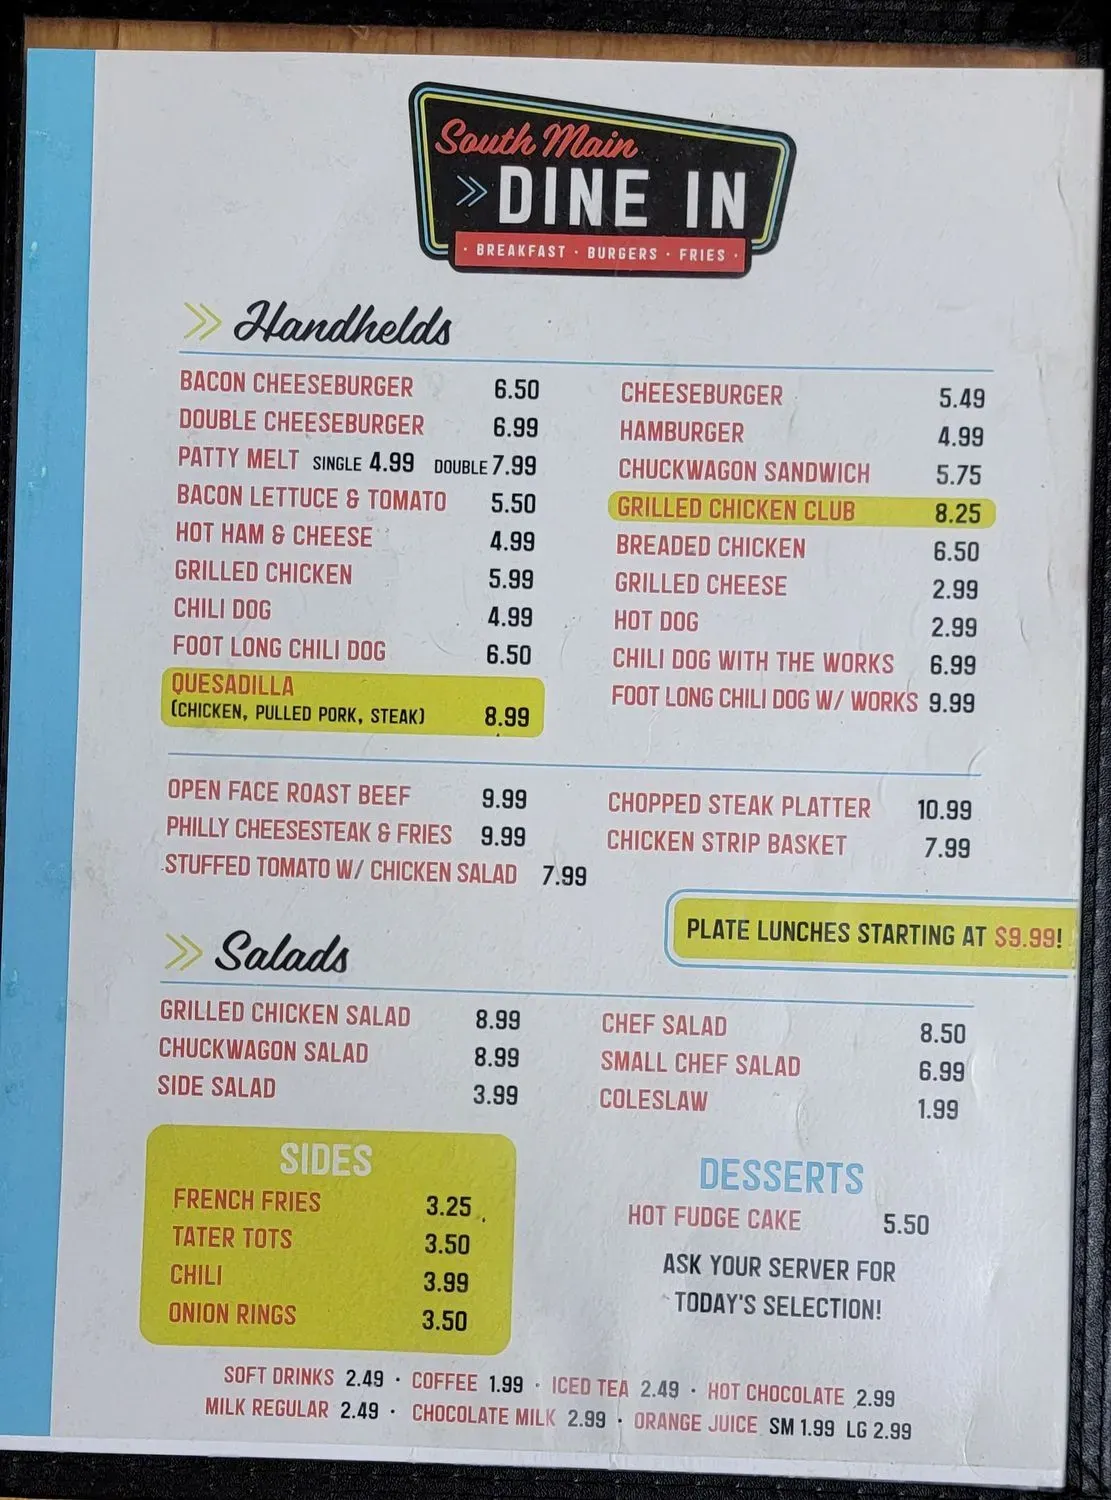 South Main
DINE IN
· BREAKFAST · BURGERS · FRIES ·
Handhelds
BACON CHEESEBURGER 6.50
DOUBLE CHEESEBURGER 6.99
PATTY MELT SINGLE 4.99 DOUBLE 7.99
BACON LETTUCE & TOMATO 5.50
HOT HAM & CHEESE 4.99
GRILLED CHICKEN 5.99
CHILI DOG 4.99
FOOT LONG CHILI DOG 6.50
QUESADILLA
(CHICKEN, PULLED PORK, STEAK) 8.99
CHEESEBURGER 5.49
HAMBURGER 4.99
CHUCKWAGON SANDWICH 5.75
GRILLED CHICKEN CLUB 8.25
BREADED CHICKEN 6.50
GRILLED CHEESE 2.99
HOT DOG 2.99
CHILI DOG WITH THE WORKS 6.99
FOOT LONG CHILI DOG W/ WORKS 9.99
OPEN FACE ROAST BEEF 9.99
PHILLY CHEESESTEAK & FRIES 9.99
STUFFED TOMATO W/ CHICKEN SALAD 7.99
CHOPPED STEAK PLATTER 10.99
CHICKEN STRIP BASKET 7.99
PLATE LUNCHES STARTING AT $9.99!
Salads
GRILLED CHICKEN SALAD 8.99
CHUCKWAGON SALAD 8.99
SIDE SALAD 3.99
CHEF SALAD 8.50
SMALL CHEF SALAD 6.99
COLESLAW 1.99
SIDES
FRENCH FRIES 3.25
TATER TOTS 3.50
CHILI 3.99
ONION RINGS 3.50
DESSERTS
HOT FUDGE CAKE 5.50
ASK YOUR SERVER FOR
TODAY'S SELECTION!
SOFT DRINKS 2.49 · COFFEE 1.99 · ICED TEA 2.49 · HOT CHOCOLATE 2.99
MILK REGULAR 2.49 · CHOCOLATE MILK 2.99 · ORANGE JUICE SM 1.99 LG 2.99